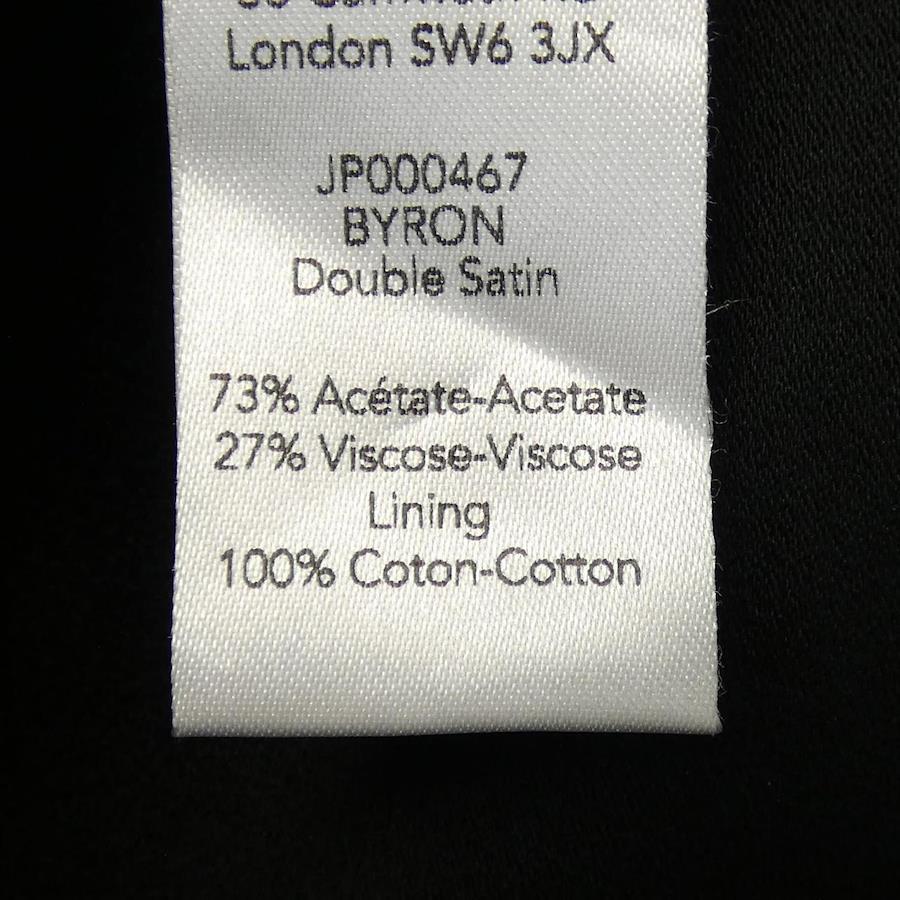 London SW6 3JX
JP000467
BYRON
Double Satin
73% Acétate-Acetate
27% Viscose-Viscose
Lining
100% Coton-Cotton